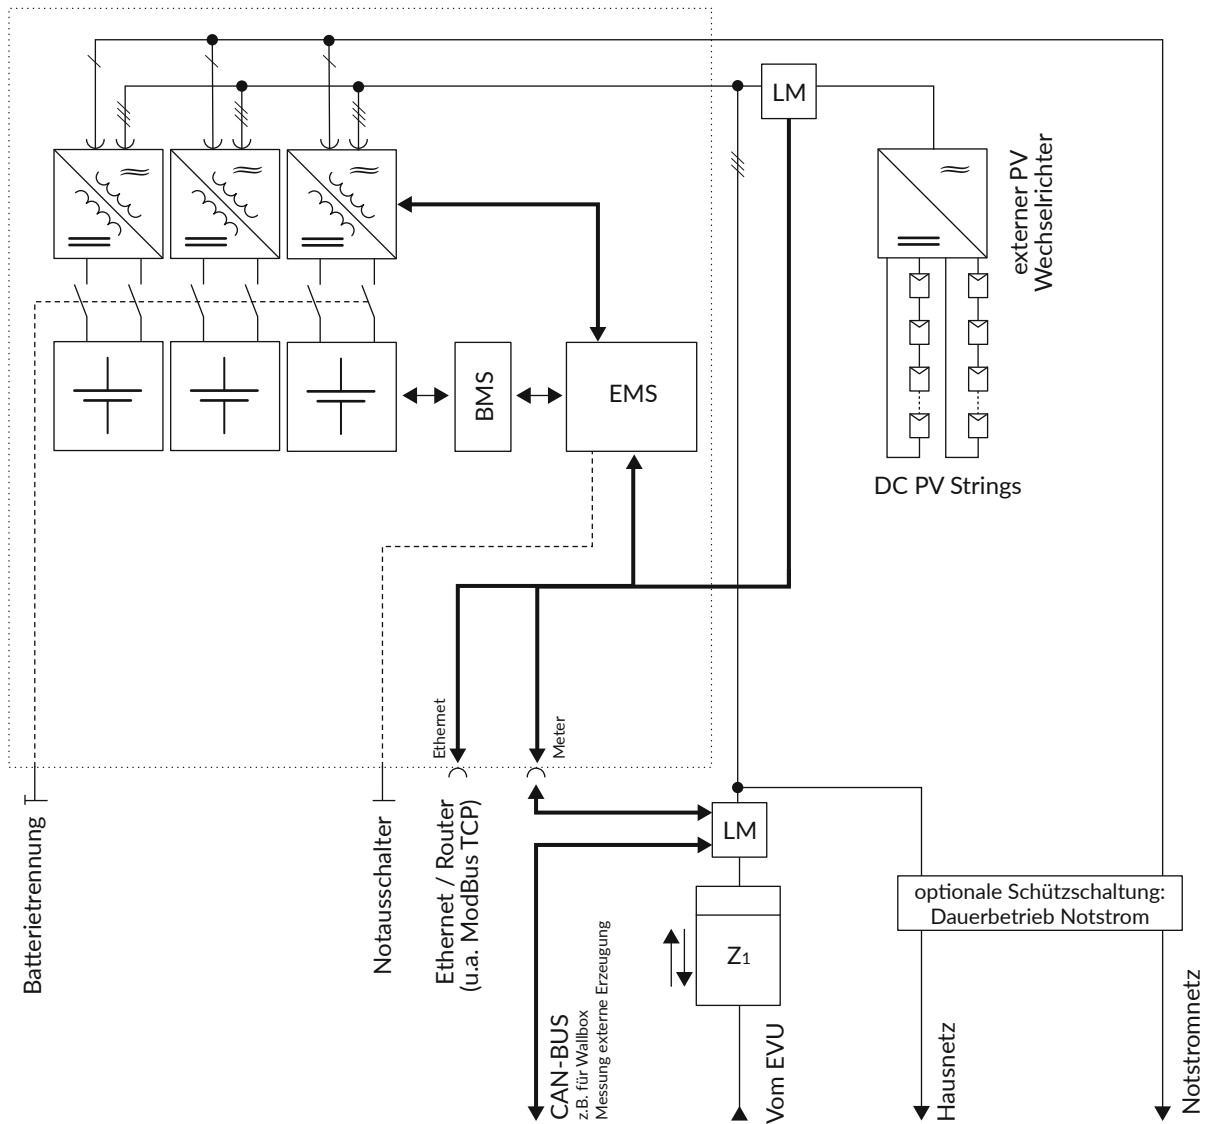 LM
externer PV
Wechselrichter
BMS
EMS
DC PV Strings
Ethernet
Meter
Batterietrennung
Notausschalter
Ethernet / Router
(u.a. ModBus TCP)
LM
optionale Schützschaltung:
Dauerbetrieb Notstrom
Z1
CAN-BUS
z.B. für Wallbox
Messung externe Erzeugung
Vom EVU
Hausnetz
Notstromnetz